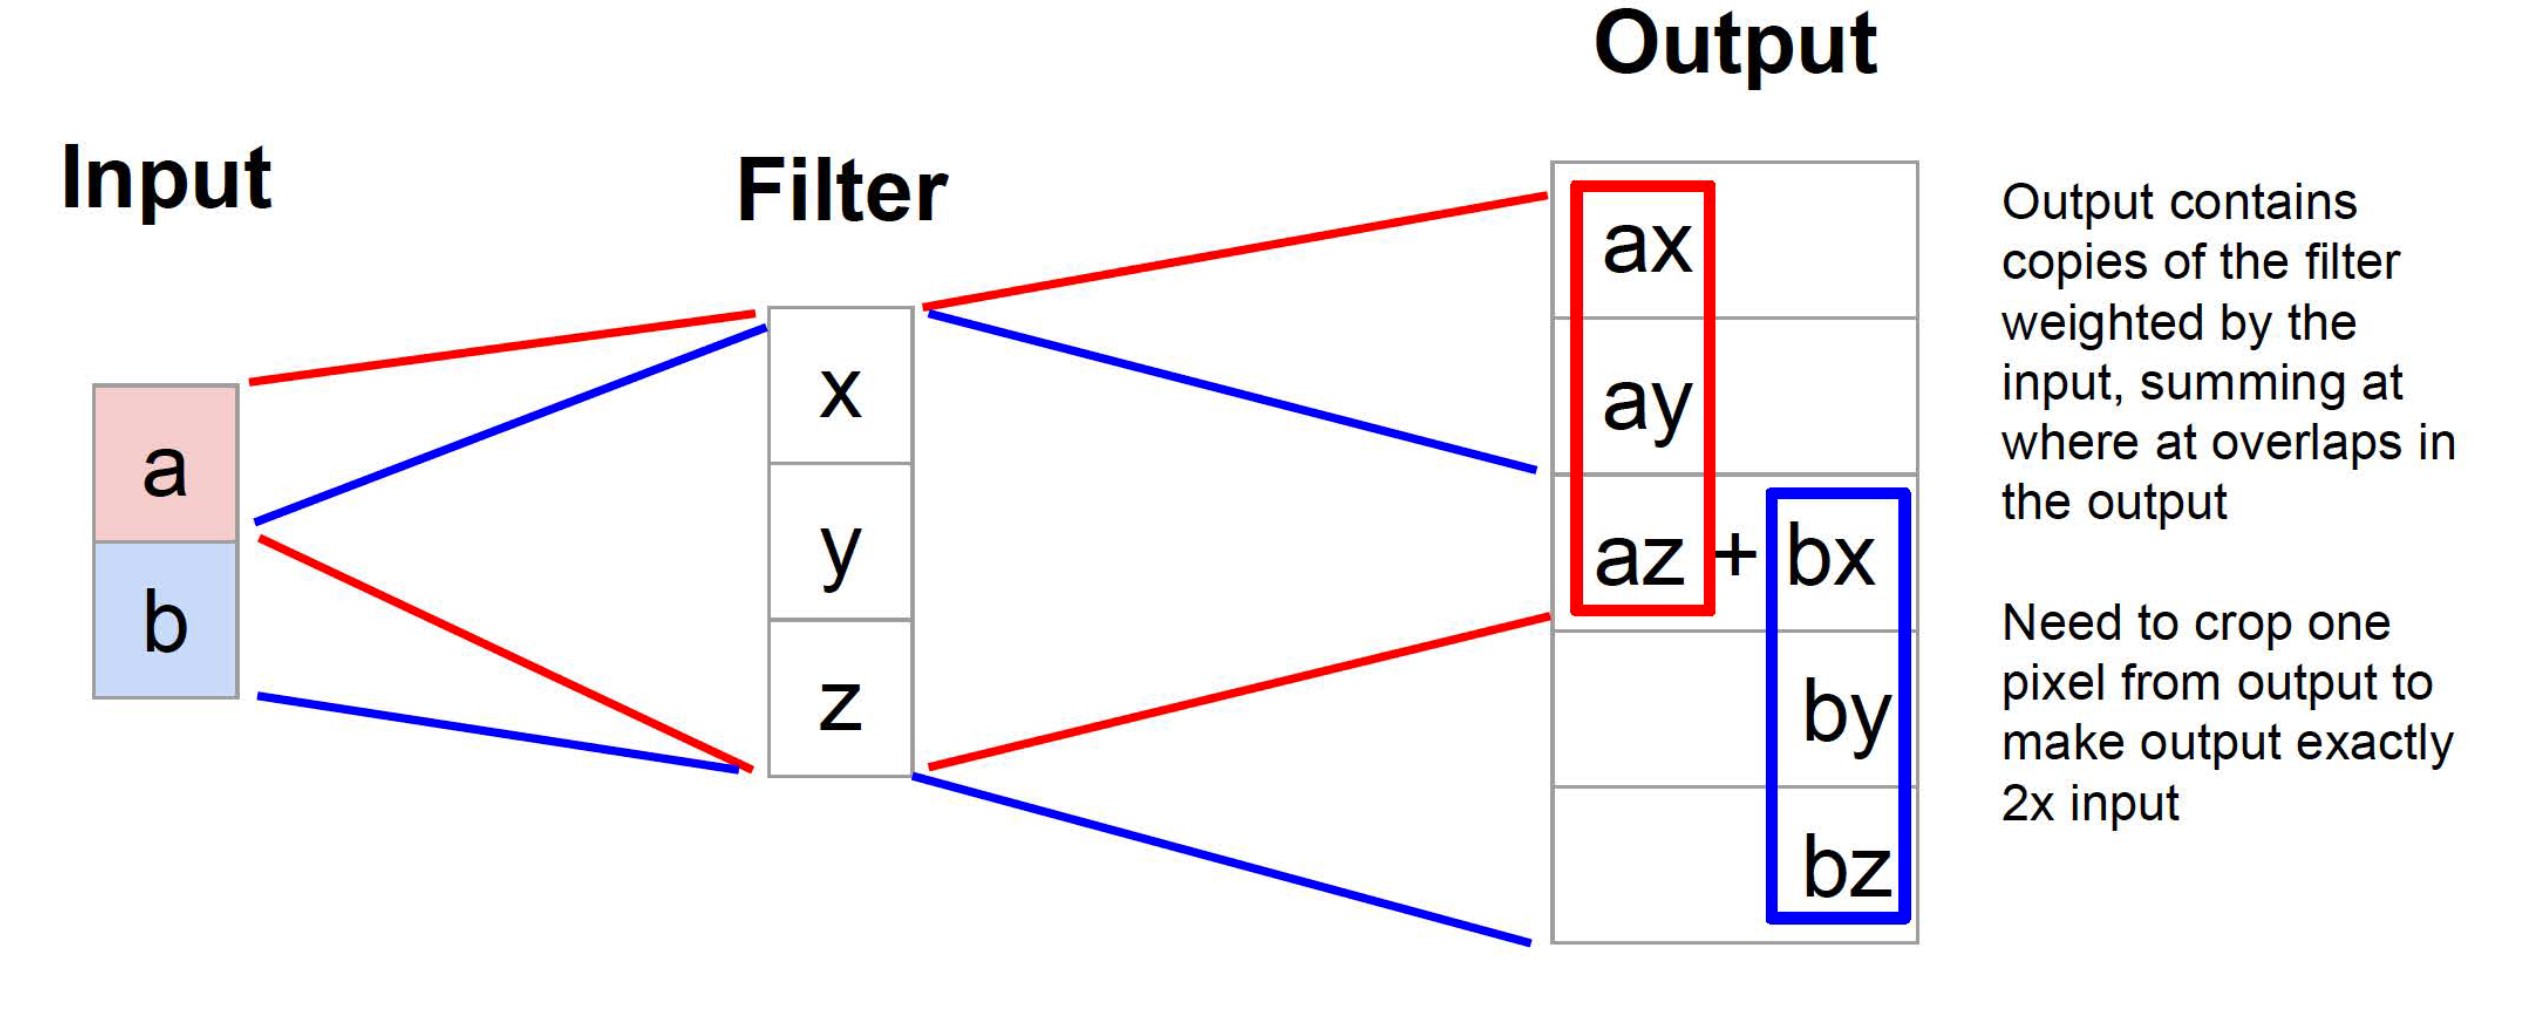 Input
a
b
Filter
x
y
z
Output
ax
ay
az + bx
by
bz
Output contains
copies of the filter
weighted by the
input, summing at
where at overlaps in
the output
Need to crop one
pixel from output to
make output exactly
2x input